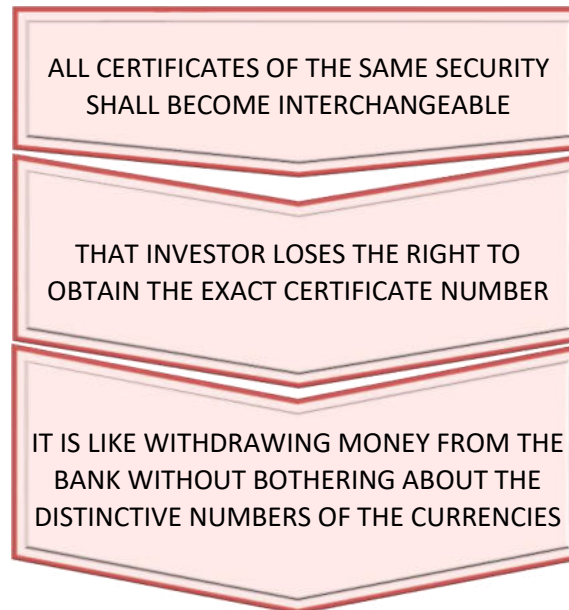 ALL CERTIFICATES OF THE SAME SECURITY
SHALL BECOME INTERCHANGEABLE
THAT INVESTOR LOSES THE RIGHT TO
OBTAIN THE EXACT CERTIFICATE NUMBER
IT IS LIKE WITHDRAWING MONEY FROM THE
BANK WITHOUT BOTHERING ABOUT THE
DISTINCTIVE NUMBERS OF THE CURRENCIES